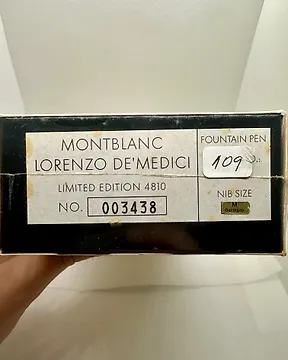 MONTBLANC
LORENZO DE'MEDICI
LIMITED EDITION 4810
NO. 003438
FOUNTAIN PEN
109
NIB SIZE
M